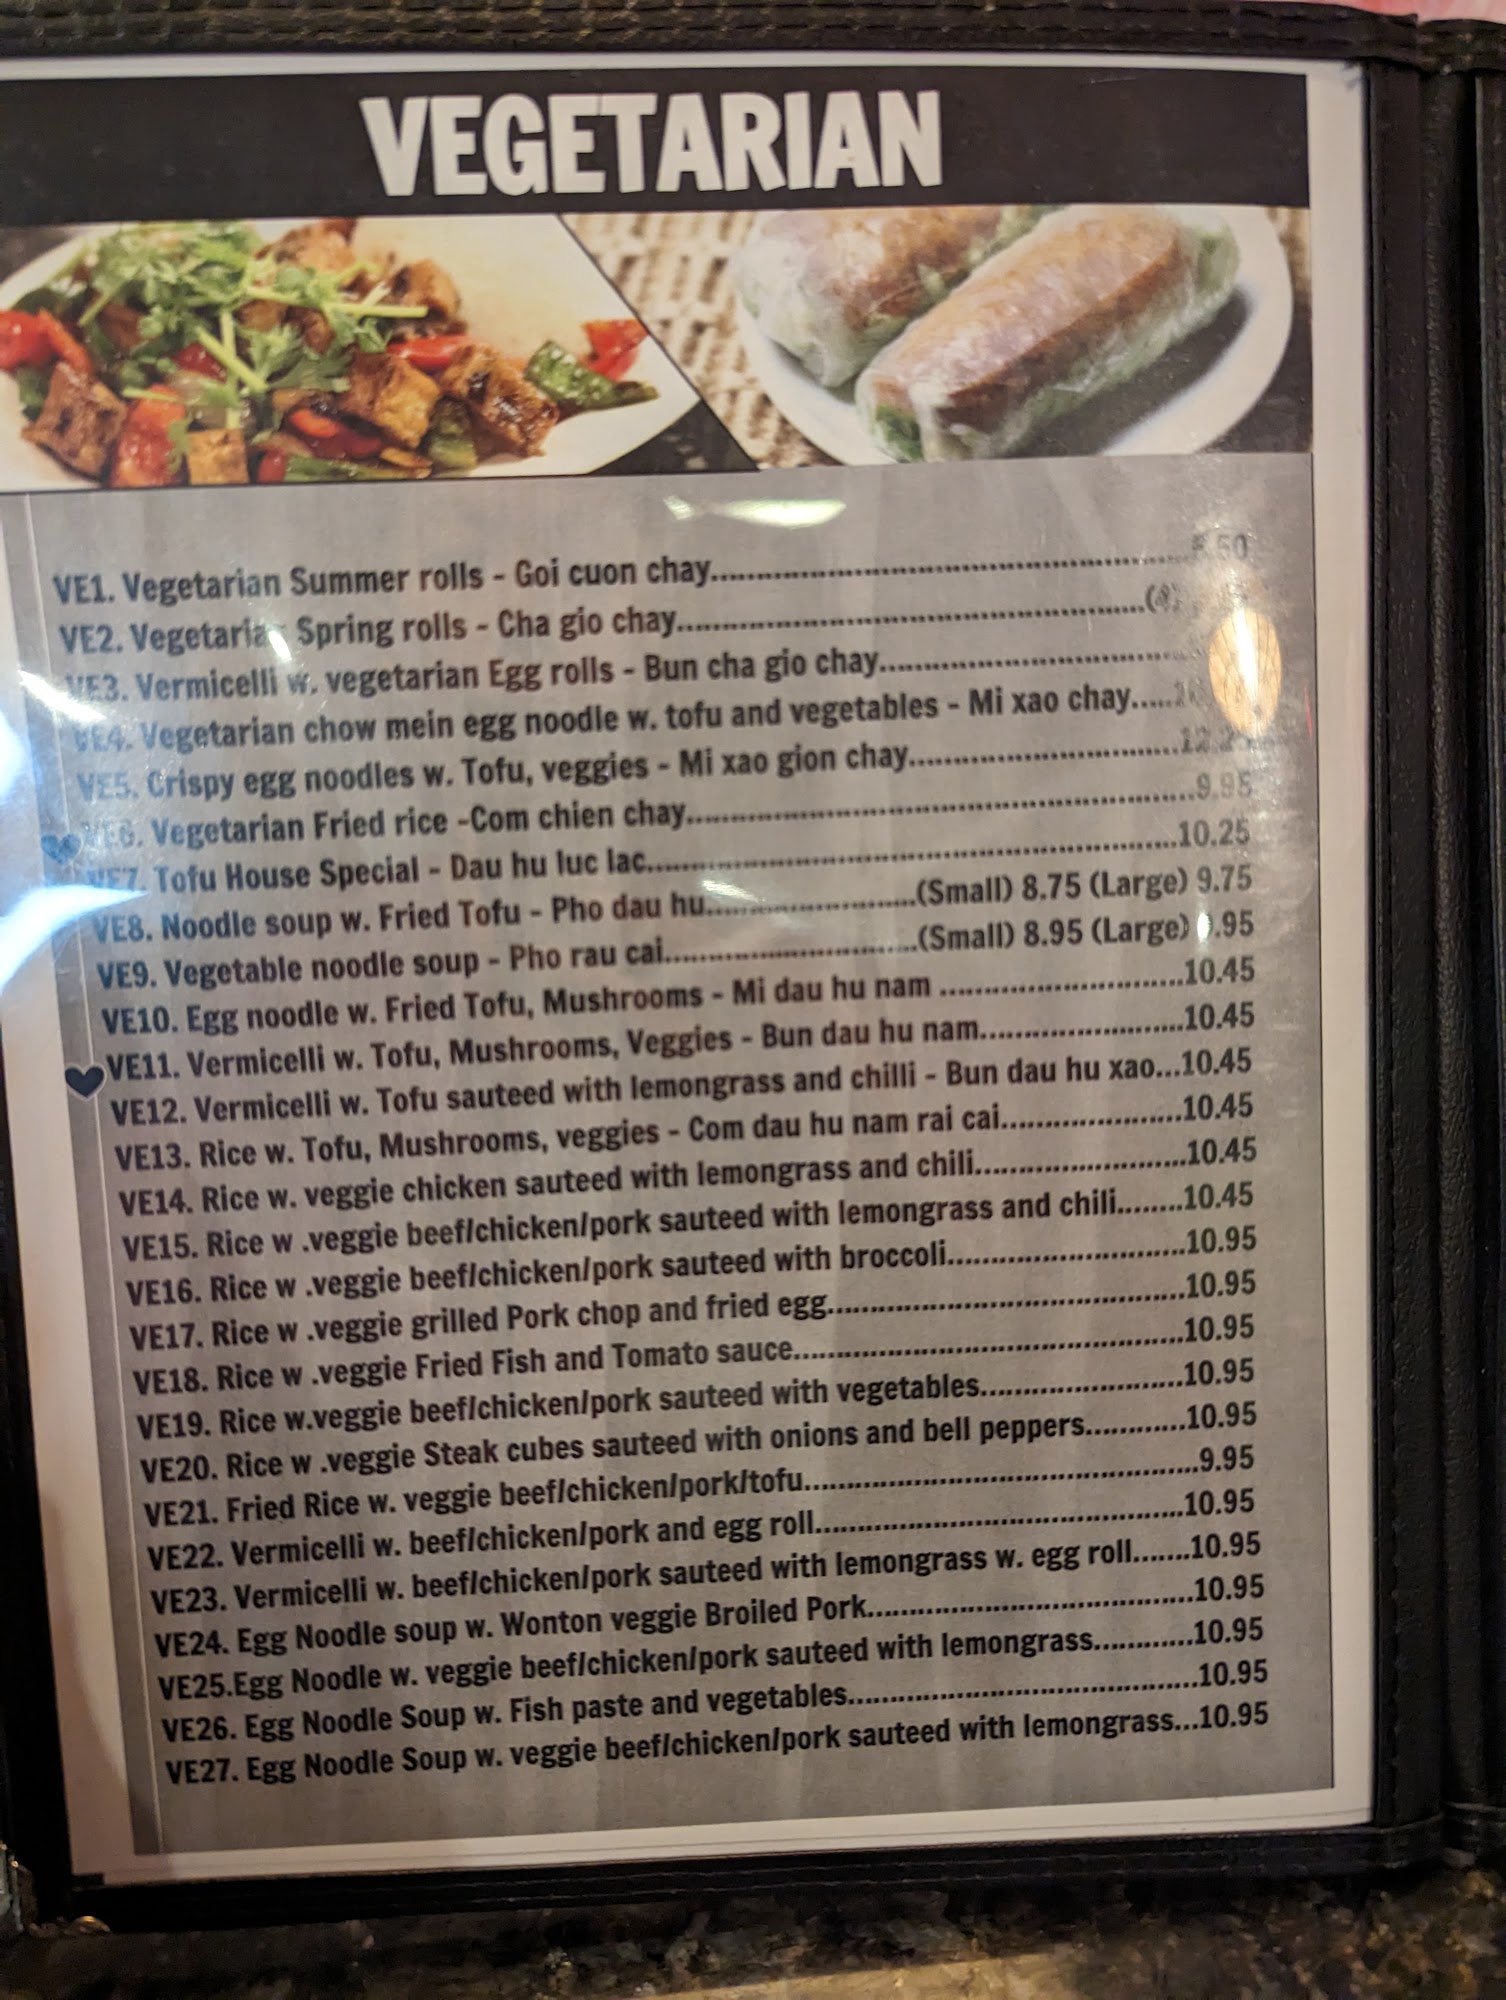 VEGETARIAN
VE1. Vegetarian Summer rolls - Goi cuon chay
VE2. Spring rolls - Cha gio chay
VE3. Vermicelli w. vegetarian Egg rolls - Bun cha gio chay
VE4. Vegetarian chow mein egg noodle w. tofu and vegetables - Mi xao chay
VE5. Crispy egg noodles w. Tofu, veggies - Mi xao gion chay
VE6. Vegetarian Fried rice -Com chien chay 9.95
VE7. Tofu House Special - Dau hu luc lac 10.25
VE8. Noodle soup w. Fried Tofu - Pho dau hu (Small) 8.75 (Large) 9.75
VE9. Vegetable noodle soup - Pho rau cai (Small) 8.95 (Large)
VE10. Egg noodle w. Fried Tofu, Mushrooms - Mi dau hu nam 10.45
VE11. Vermicelli w. Tofu, Mushrooms, Veggies - Bun dau hu nam 10.45
VE12. Vermicelli w. Tofu sauteed with lemongrass and chilli - Bun dau hu xao...10.45
VE13. Rice w. Tofu, Mushrooms, veggies - Com dau hu nam rai cai 10.45
VE14. Rice w. veggie chicken sauteed with lemongrass and chili 10.45
VE15. Rice w .veggie beef/chicken/pork sauteed with lemongrass and chili 10.45
VE16. Rice w .veggie beef/chicken/pork sauteed with broccoli 10.95
VE17. Rice w .veggie grilled Pork chop and fried egg 10.95
VE18. Rice w .veggie Fried Fish and Tomato sauce 10.95
VE19. Rice w.veggie beef/chicken/pork sauteed with vegetables 10.95
VE20. Rice w .veggie Steak cubes sauteed with onions and bell peppers 10.95
VE21. Fried Rice w. veggie beef/chicken/pork/tofu 9.95
VE22. Vermicelli w. beef/chicken/pork and egg roll 10.95
VE23. Vermicelli w. beef/chicken/pork sauteed with lemongrass w. egg roll 10.95
VE24. Egg Noodle soup w. Wonton veggie Broiled Pork 10.95
VE25.Egg Noodle w. veggie beef/chicken/pork sauteed with lemongrass 10.95
VE26. Egg Noodle Soup w. Fish paste and vegetables 10.95
VE27. Egg Noodle Soup w. veggie beef/chicken/pork sauteed with lemongrass...10.95